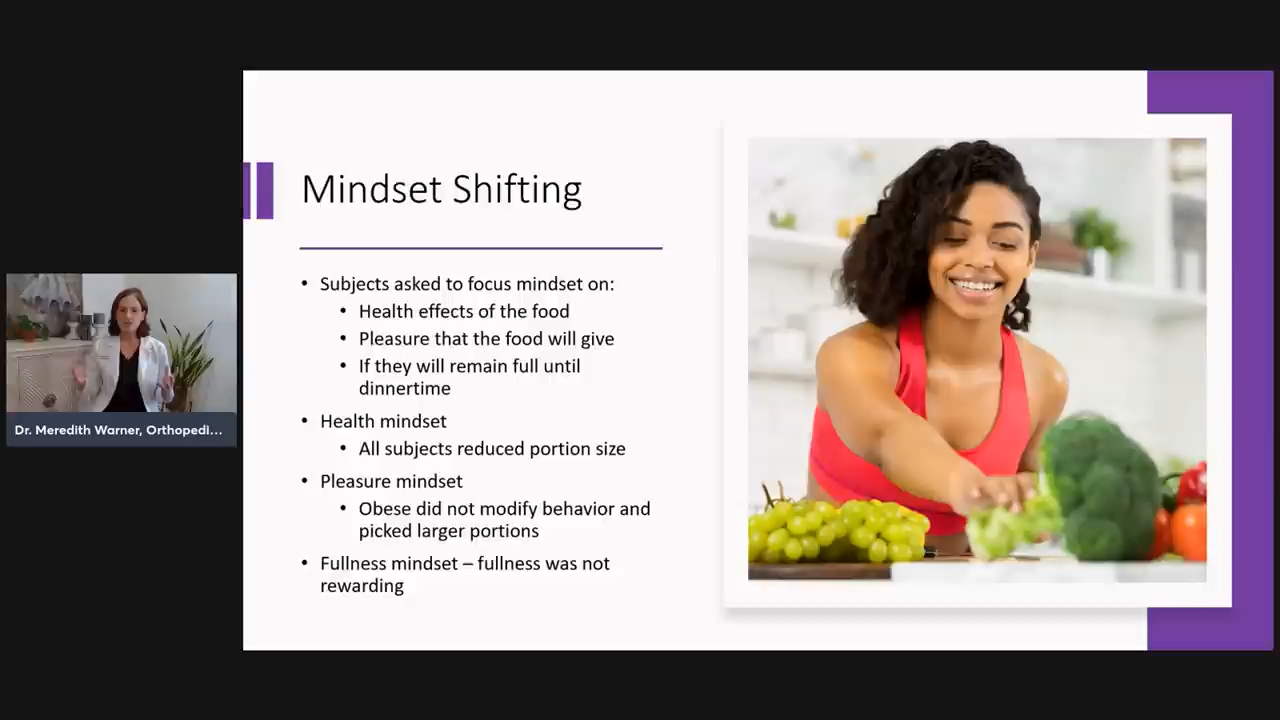 Mindset Shifting
• Subjects asked to focus mindset on:
• Health effects of the food
• Pleasure that the food will give
• If they will remain full until
dinnertime
• Health mindset
• All subjects reduced portion size
• Pleasure mindset
• Obese did not modify behavior and
picked larger portions
• Fullness mindset – fullness was not
rewarding
Dr. Meredith Warner, Orthopedi...